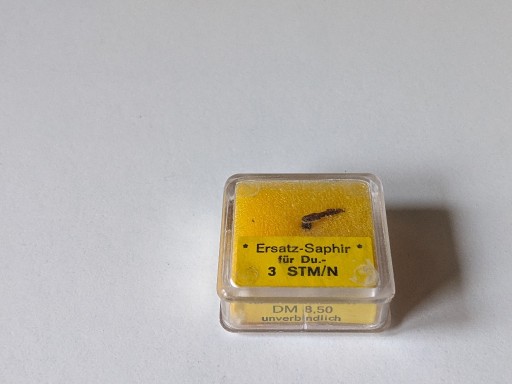 * Ersatz-Saphir *
für Du.-
3 STM/N
DM 8,50
unverbindlich